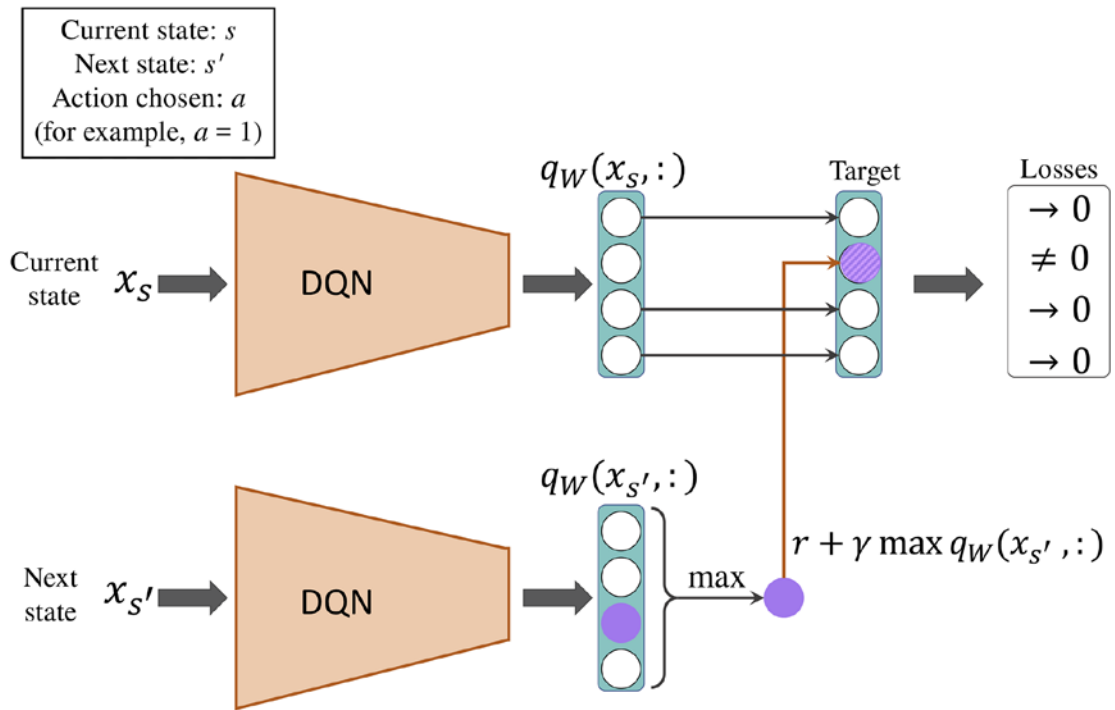 Current state: s
Next state: s′
Action chosen: a
(for example, a = 1)
q_W(x_s, :)
Target
Losses
Current
state
x_s
DQN
→ 0
≠ 0
→ 0
→ 0
q_W(x_s′, :)
Next
state
x_s′
DQN
max
r + γ max q_W(x_s′ , :)